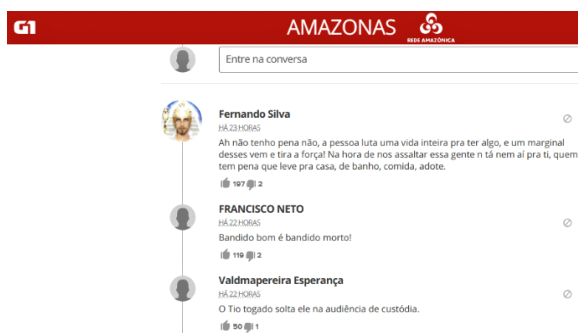 G1
AMAZONAS
REDE AMAZÔNICA
Entre na conversa
Fernando Silva
HÁ 23 HORAS
Ah não tenho pena não, a pessoa luta uma vida inteira pra ter algo, e um marginal
desses vem e tira a força! Na hora de nos assaltar essa gente n tá nem aí pra ti, quem
tem pena que leve pra casa, de banho, comida, adote.
197 2
FRANCISCO NETO
HÁ 22 HORAS
Bandido bom é bandido morto!
119 2
Valdmapereira Esperança
HÁ 22 HORAS
O Tio togado solta ele na audiência de custódia.
50 1